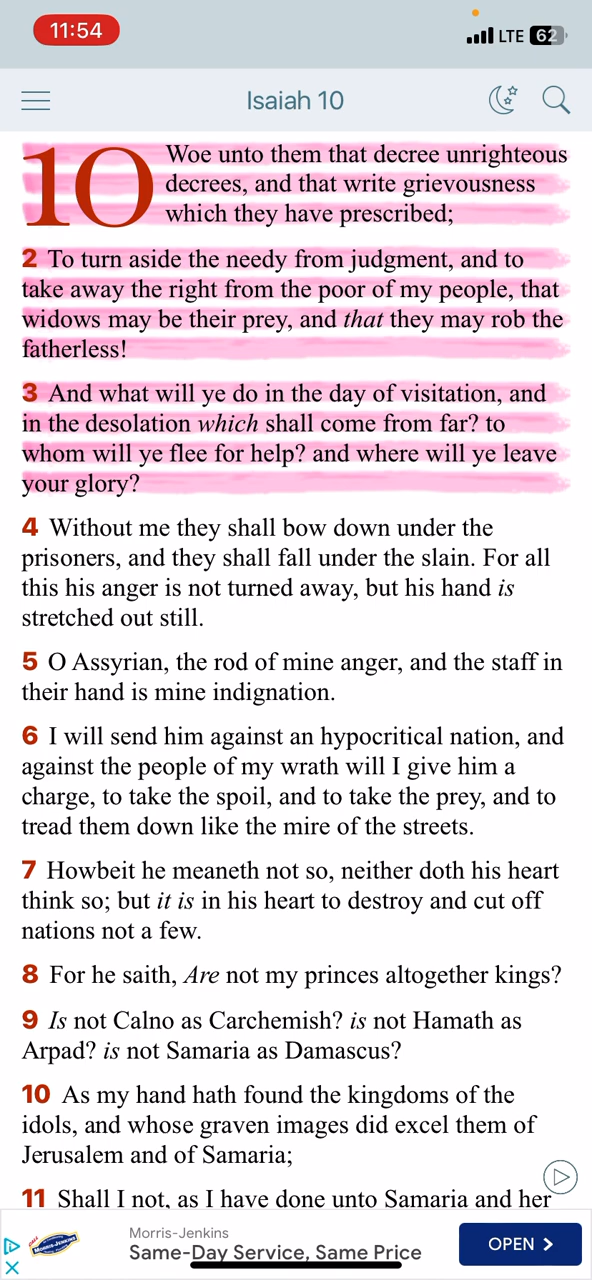 11:54
LTE 62
Isaiah 10
10 Woe unto them that decree unrighteous
decrees, and that write grievousness
which they have prescribed;
2 To turn aside the needy from judgment, and to
take away the right from the poor of my people, that
widows may be their prey, and that they may rob the
fatherless!
3 And what will ye do in the day of visitation, and
in the desolation which shall come from far? to
whom will ye flee for help? and where will ye leave
your glory?
4 Without me they shall bow down under the
prisoners, and they shall fall under the slain. For all
this his anger is not turned away, but his hand is
stretched out still.
5 O Assyrian, the rod of mine anger, and the staff in
their hand is mine indignation.
6 I will send him against an hypocritical nation, and
against the people of my wrath will I give him a
charge, to take the spoil, and to take the prey, and to
tread them down like the mire of the streets.
7 Howbeit he meaneth not so, neither doth his heart
think so; but it is in his heart to destroy and cut off
nations not a few.
8 For he saith, Are not my princes altogether kings?
9 Is not Calno as Carchemish? is not Hamath as
Arpad? is not Samaria as Damascus?
10 As my hand hath found the kingdoms of the
idols, and whose graven images did excel them of
Jerusalem and of Samaria;
11 Shall I not, as I have done unto Samaria and her
CALL
MORRIS-JENKINS
Morris-Jenkins
Same-Day Service, Same Price
OPEN